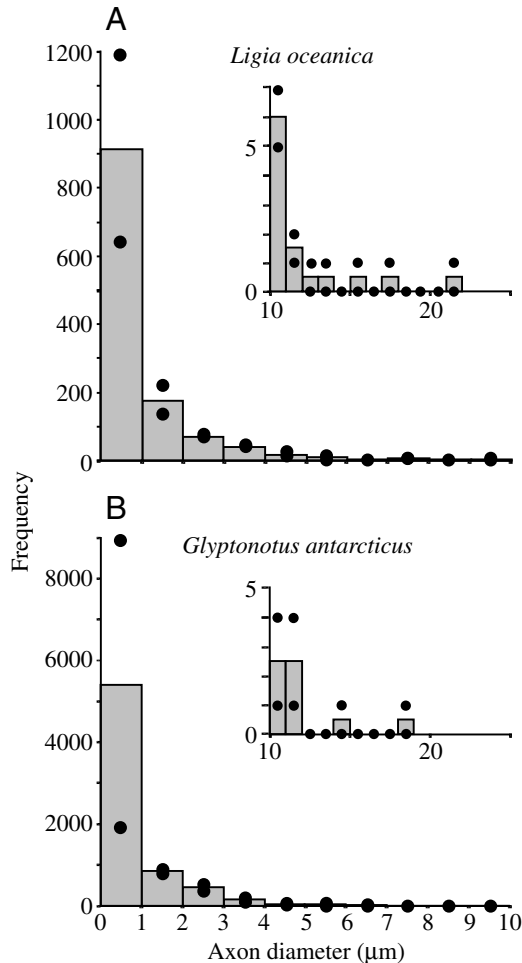 A
Ligia oceanica
1200
1000
800
600
400
200
0
5
0
10 20
Frequency
B
Glyptonotus antarcticus
8000
6000
4000
2000
0
5
0
10 20
0 1 2 3 4 5 6 7 8 9 10
Axon diameter (μm)